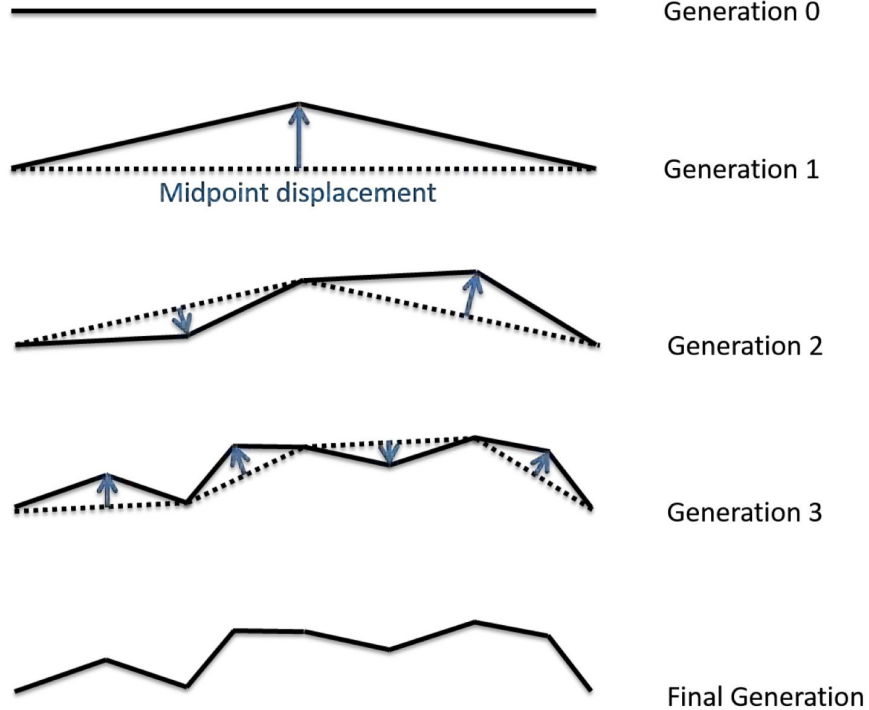 Generation 0
Generation 1
Midpoint displacement
Generation 2
Generation 3
Final Generation